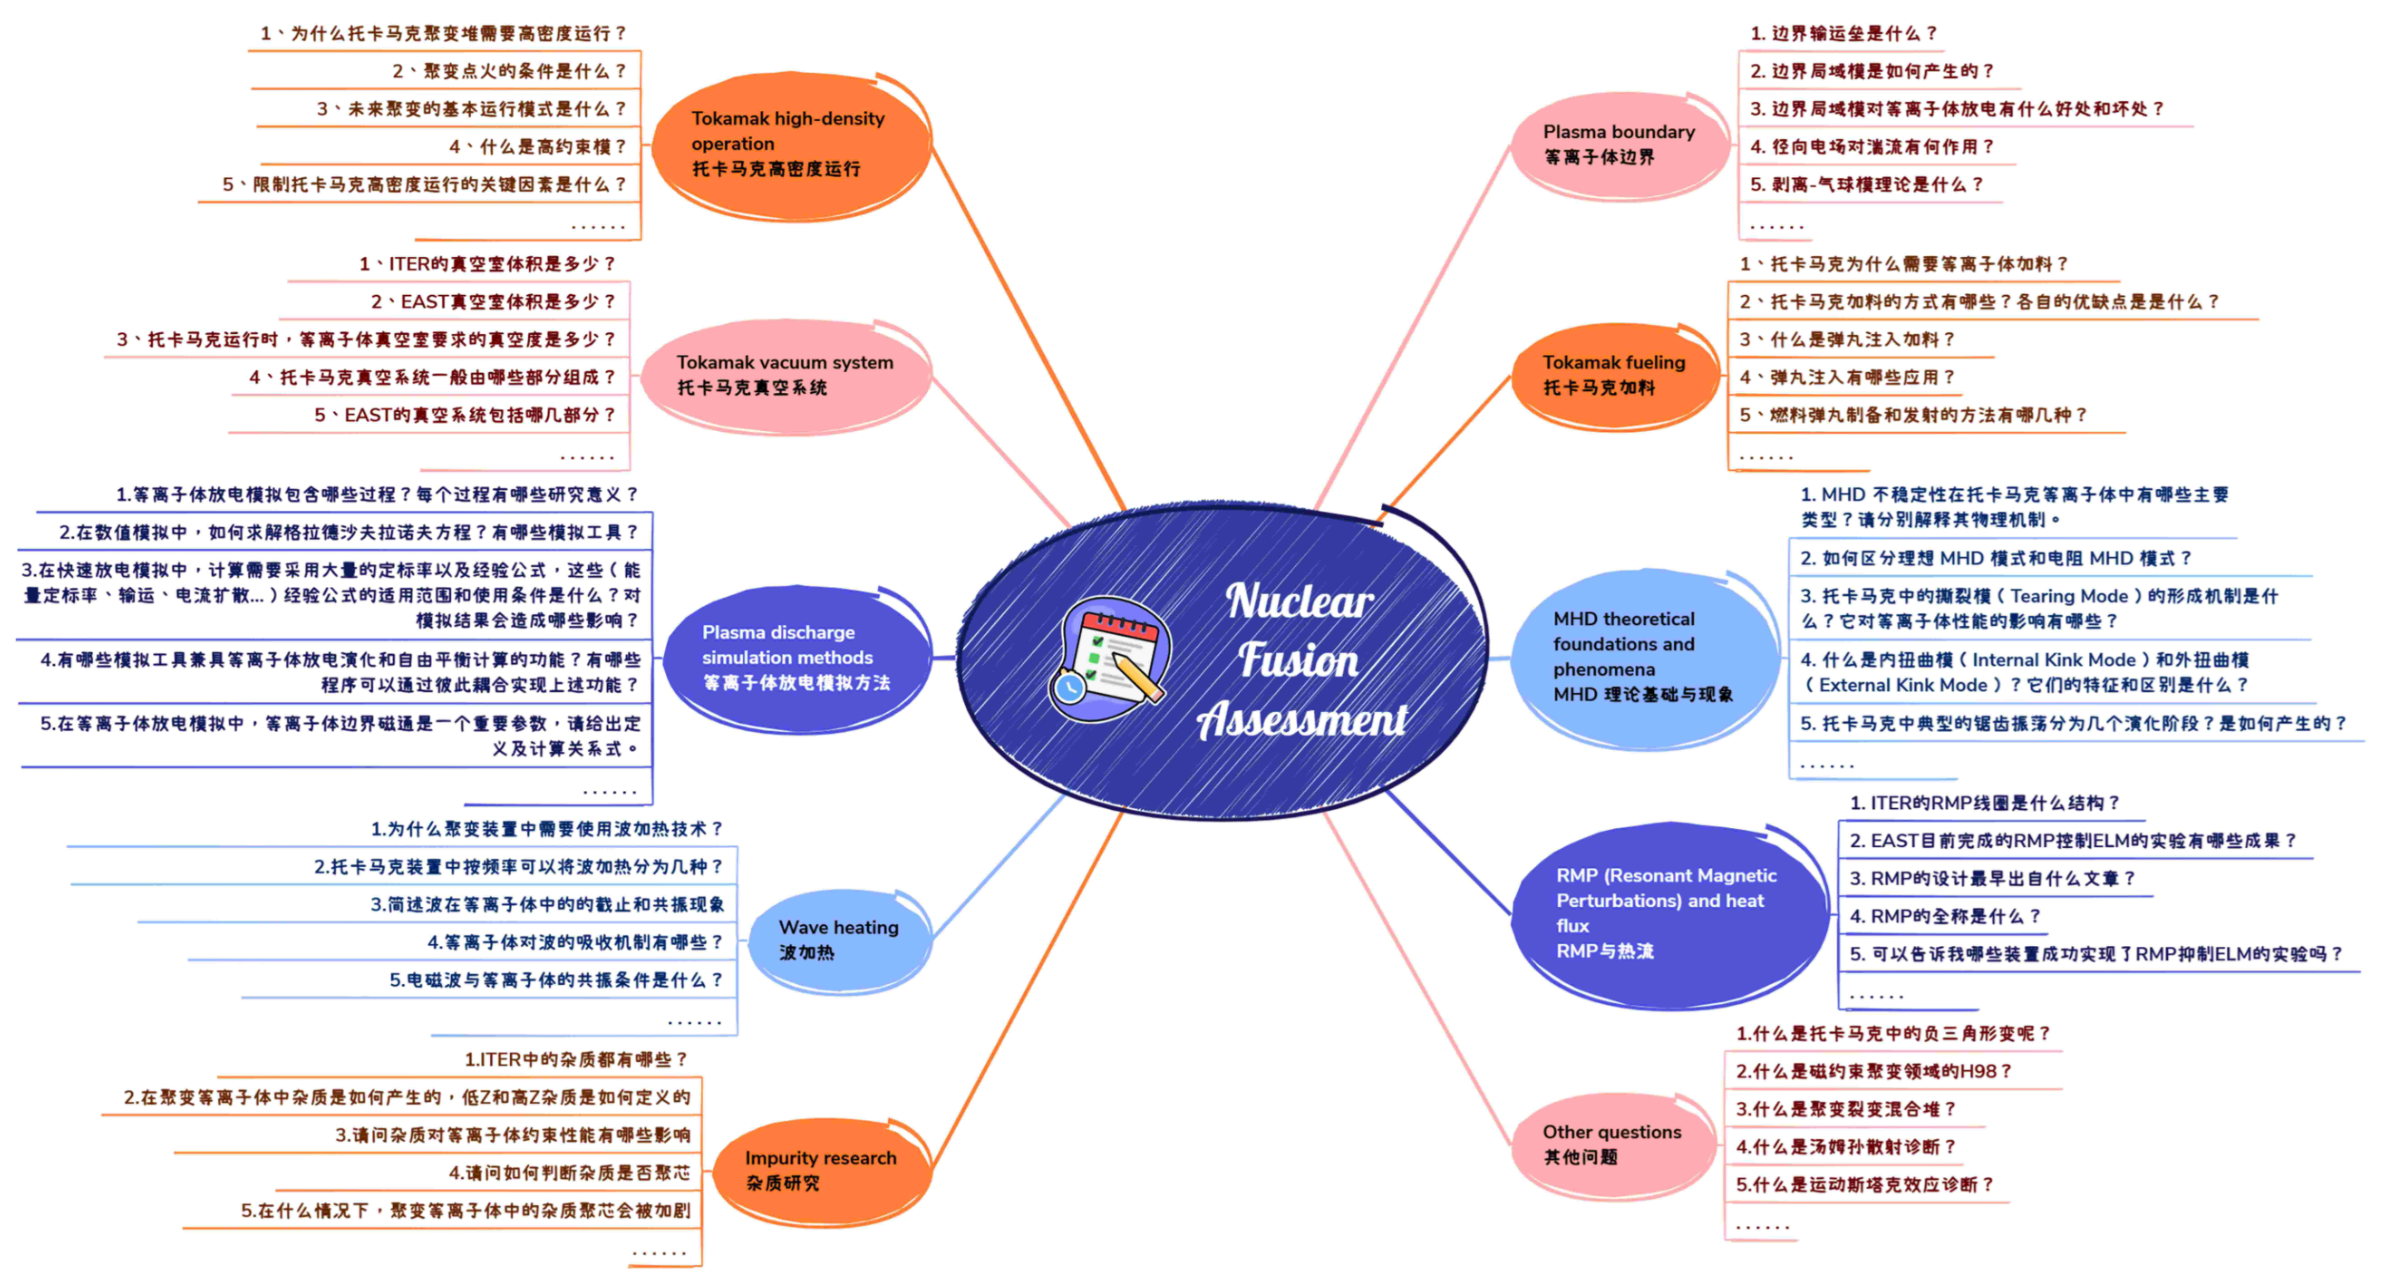 Nuclear
Fusion
Assessment
Tokamak high-density
operation
托卡马克高密度运行
1、为什么托卡马克聚变堆需要高密度运行？
2、聚变点火的条件是什么？
3、未来聚变的基本运行模式是什么？
4、什么是高约束模？
5、限制托卡马克高密度运行的关键因素是什么？
......
Tokamak vacuum system
托卡马克真空系统
1、ITER的真空室体积是多少？
2、EAST真空室体积是多少？
3、托卡马克运行时，等离子体真空室要求的真空度是多少？
4、托卡马克真空系统一般由哪些部分组成？
5、EAST的真空系统包括哪几部分？
......
Plasma discharge
simulation methods
等离子体放电模拟方法
1.等离子体放电模拟包含哪些过程？每个过程有哪些研究意义？
2.在数值模拟中，如何求解格拉德沙夫拉诺夫方程？有哪些模拟工具？
3.在快速放电模拟中，计算需要采用大量的定标率以及经验公式，这些（能
量定标率、输运、电流扩散...）经验公式的适用范围和使用条件是什么？对
模拟结果会造成哪些影响？
4.有哪些模拟工具兼具等离子体放电演化和自由平衡计算的功能？有哪些
程序可以通过彼此耦合实现上述功能？
5.在等离子体放电模拟中，等离子体边界磁通是一个重要参数，请给出定
义及计算关系式。
......
Wave heating
波加热
1.为什么聚变装置中需要使用波加热技术？
2.托卡马克装置中按频率可以将波加热分为几种？
3.简述波在等离子体中的的截止和共振现象
4.等离子体对波的吸收机制有哪些？
5.电磁波与等离子体的共振条件是什么？
......
Impurity research
杂质研究
1.ITER中的杂质都有哪些？
2.在聚变等离子体中杂质是如何产生的，低Z和高Z杂质是如何定义的
3.请问杂质对等离子体约束性能有哪些影响
4.请问如何判断杂质是否聚芯
5.在什么情况下，聚变等离子体中的杂质聚芯会被加剧
......
Plasma boundary
等离子体边界
1. 边界输运垒是什么？
2. 边界局域模是如何产生的？
3. 边界局域模对等离子体放电有什么好处和坏处？
4. 径向电场对湍流有何作用？
5. 剥离-气球模理论是什么？
......
Tokamak fueling
托卡马克加料
1、托卡马克为什么需要等离子体加料？
2、托卡马克加料的方式有哪些？各自的优缺点是是什么？
3、什么是弹丸注入加料？
4、弹丸注入有哪些应用？
5、燃料弹丸制备和发射的方法有哪几种？
......
MHD theoretical
foundations and
phenomena
MHD 理论基础与现象
1. MHD 不稳定性在托卡马克等离子体中有哪些主要
类型？请分别解释其物理机制。
2. 如何区分理想 MHD 模式和电阻 MHD 模式？
3. 托卡马克中的撕裂模（Tearing Mode）的形成机制是什
么？它对等离子体性能的影响有哪些？
4. 什么是内扭曲模（Internal Kink Mode）和外扭曲模
（External Kink Mode）？它们的特征和区别是什么？
5. 托卡马克中典型的锯齿振荡分为几个演化阶段？是如何产生的？
......
RMP (Resonant Magnetic
Perturbations) and heat
flux
RMP与热流
1. ITER的RMP线圈是什么结构？
2. EAST目前完成的RMP控制ELM的实验有哪些成果？
3. RMP的设计最早出自什么文章？
4. RMP的全称是什么？
5. 可以告诉我哪些装置成功实现了RMP抑制ELM的实验吗？
......
Other questions
其他问题
1.什么是托卡马克中的负三角形变呢？
2.什么是磁约束聚变领域的H98？
3.什么是聚变裂变混合堆？
4.什么是汤姆孙散射诊断？
5.什么是运动斯塔克效应诊断？
......